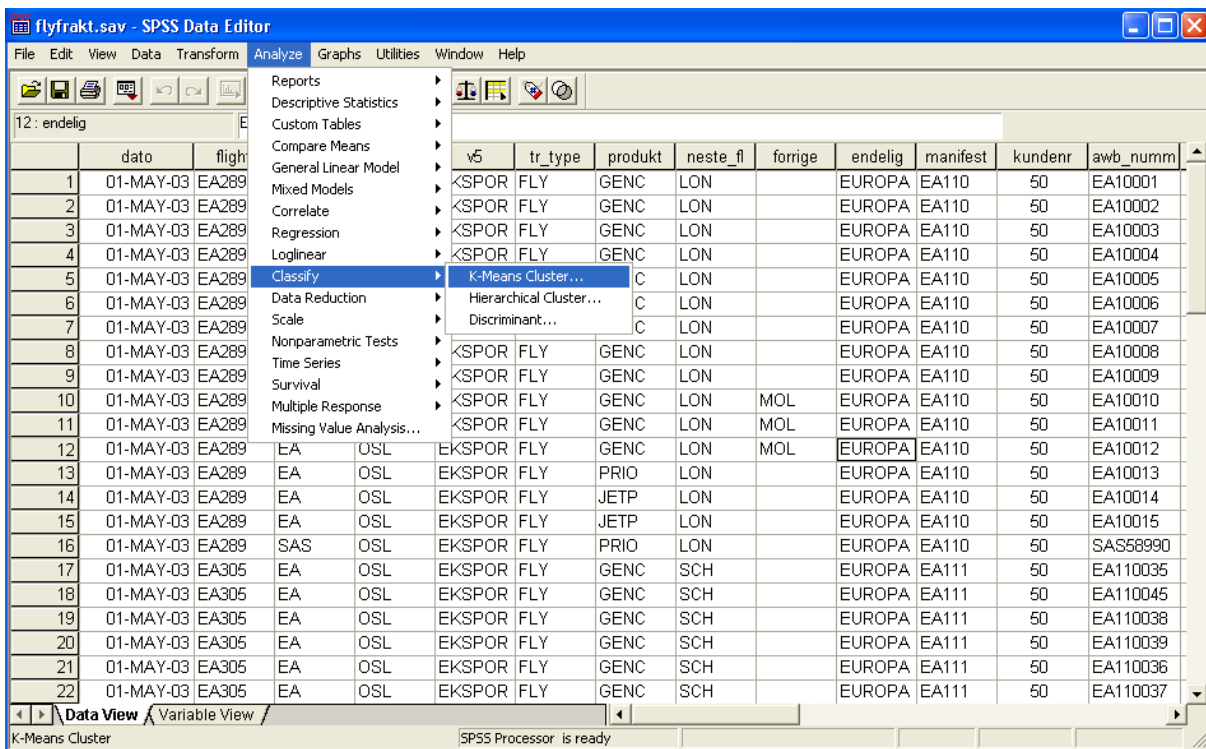 flyfrakt.sav - SPSS Data Editor
File Edit View Data Transform Analyze Graphs Utilities Window Help
12 : endelig E
Reports
Descriptive Statistics
Custom Tables
Compare Means
General Linear Model
Mixed Models
Correlate
Regression
Loglinear
Classify
Data Reduction
Scale
Nonparametric Tests
Time Series
Survival
Multiple Response
Missing Value Analysis...
K-Means Cluster...
Hierarchical Cluster...
Discriminant...
dato fligh v5 tr_type produkt neste_fl forrige endelig manifest kundenr awb_numm
1 01-MAY-03 EA289 KSPOR FLY GENC LON EUROPA EA110 50 EA10001
2 01-MAY-03 EA289 KSPOR FLY GENC LON EUROPA EA110 50 EA10002
3 01-MAY-03 EA289 KSPOR FLY GENC LON EUROPA EA110 50 EA10003
4 01-MAY-03 EA289 KSPOR FLY GENC LON EUROPA EA110 50 EA10004
5 01-MAY-03 EA289 C LON EUROPA EA110 50 EA10005
6 01-MAY-03 EA289 C LON EUROPA EA110 50 EA10006
7 01-MAY-03 EA289 C LON EUROPA EA110 50 EA10007
8 01-MAY-03 EA289 KSPOR FLY GENC LON EUROPA EA110 50 EA10008
9 01-MAY-03 EA289 KSPOR FLY GENC LON EUROPA EA110 50 EA10009
10 01-MAY-03 EA289 KSPOR FLY GENC LON MOL EUROPA EA110 50 EA10010
11 01-MAY-03 EA289 KSPOR FLY GENC LON MOL EUROPA EA110 50 EA10011
12 01-MAY-03 EA289 EA OSL EKSPOR FLY GENC LON MOL EUROPA EA110 50 EA10012
13 01-MAY-03 EA289 EA OSL EKSPOR FLY PRIO LON EUROPA EA110 50 EA10013
14 01-MAY-03 EA289 EA OSL EKSPOR FLY JETP LON EUROPA EA110 50 EA10014
15 01-MAY-03 EA289 EA OSL EKSPOR FLY JETP LON EUROPA EA110 50 EA10015
16 01-MAY-03 EA289 SAS OSL EKSPOR FLY PRIO LON EUROPA EA110 50 SAS58990
17 01-MAY-03 EA305 EA OSL EKSPOR FLY GENC SCH EUROPA EA111 50 EA110035
18 01-MAY-03 EA305 EA OSL EKSPOR FLY GENC SCH EUROPA EA111 50 EA110045
19 01-MAY-03 EA305 EA OSL EKSPOR FLY GENC SCH EUROPA EA111 50 EA110038
20 01-MAY-03 EA305 EA OSL EKSPOR FLY GENC SCH EUROPA EA111 50 EA110039
21 01-MAY-03 EA305 EA OSL EKSPOR FLY GENC SCH EUROPA EA111 50 EA110036
22 01-MAY-03 EA305 EA OSL EKSPOR FLY GENC SCH EUROPA EA111 50 EA110037
Data View Variable View
K-Means Cluster SPSS Processor is ready